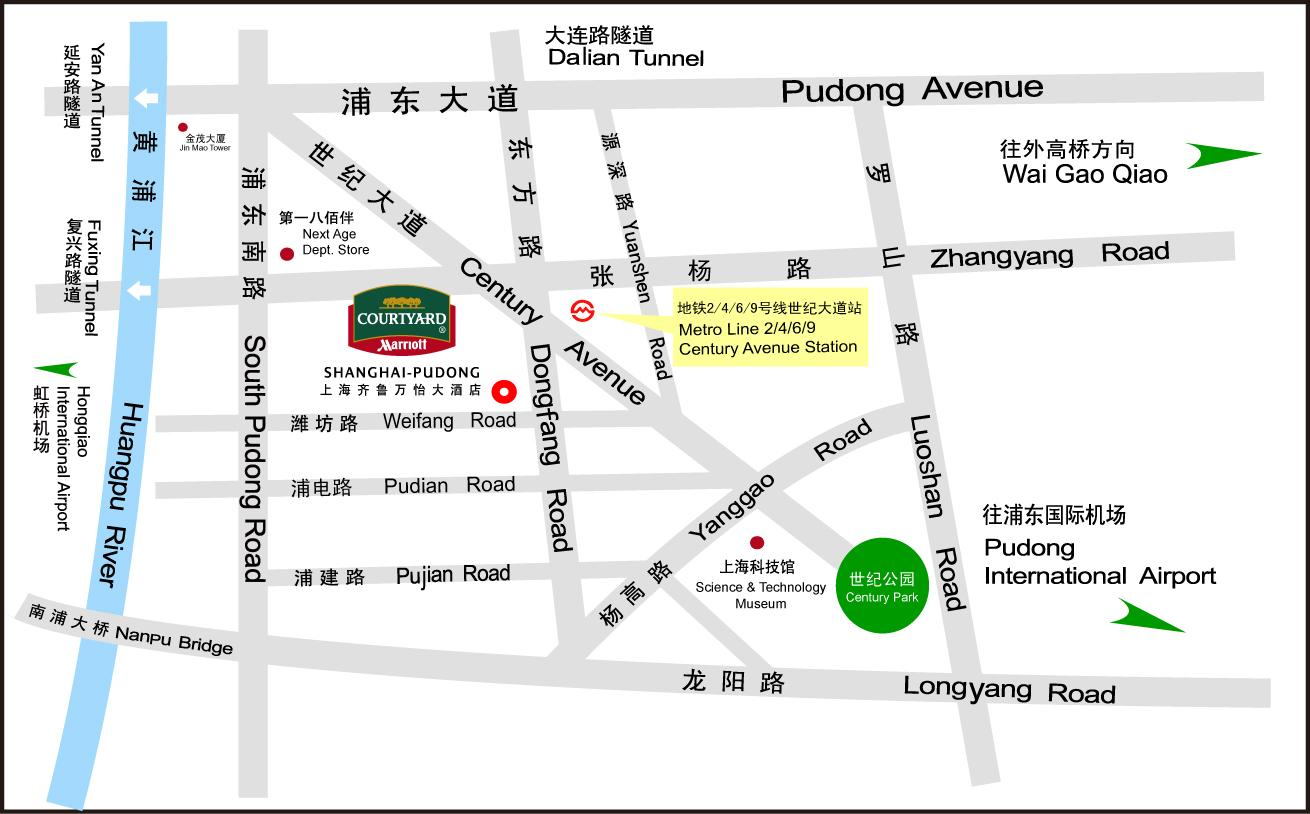 大连路隧道
Dalian Tunnel
延安路隧道
Yan An Tunnel
浦东大道
Pudong Avenue
黄浦江
Huangpu River
金茂大厦
Jin Mao Tower
世纪大道
Century Avenue
东方路
Dongfang Road
源深路 Yuanshen Road
罗山路
Luoshan Road
往外高桥方向
Wai Gao Qiao
浦东南路
South Pudong Road
第一八佰伴
Next Age
Dept. Store
复兴路隧道
Fuxing Tunnel
张杨路
Zhangyang Road
COURTYARD
®
Marriott
SHANGHAI-PUDONG
上海齐鲁万怡大酒店
地铁2/4/6/9号线世纪大道站
Metro Line 2/4/6/9
Century Avenue Station
虹桥机场
Hongqiao
International Airport
潍坊路 Weifang Road
浦电路 Pudian Road
浦建路 Pujian Road
杨高路 Yanggao Road
上海科技馆
Science & Technology
Museum
世纪公园
Century Park
往浦东国际机场
Pudong
International Airport
南浦大桥 Nanpu Bridge
龙阳路
Longyang Road